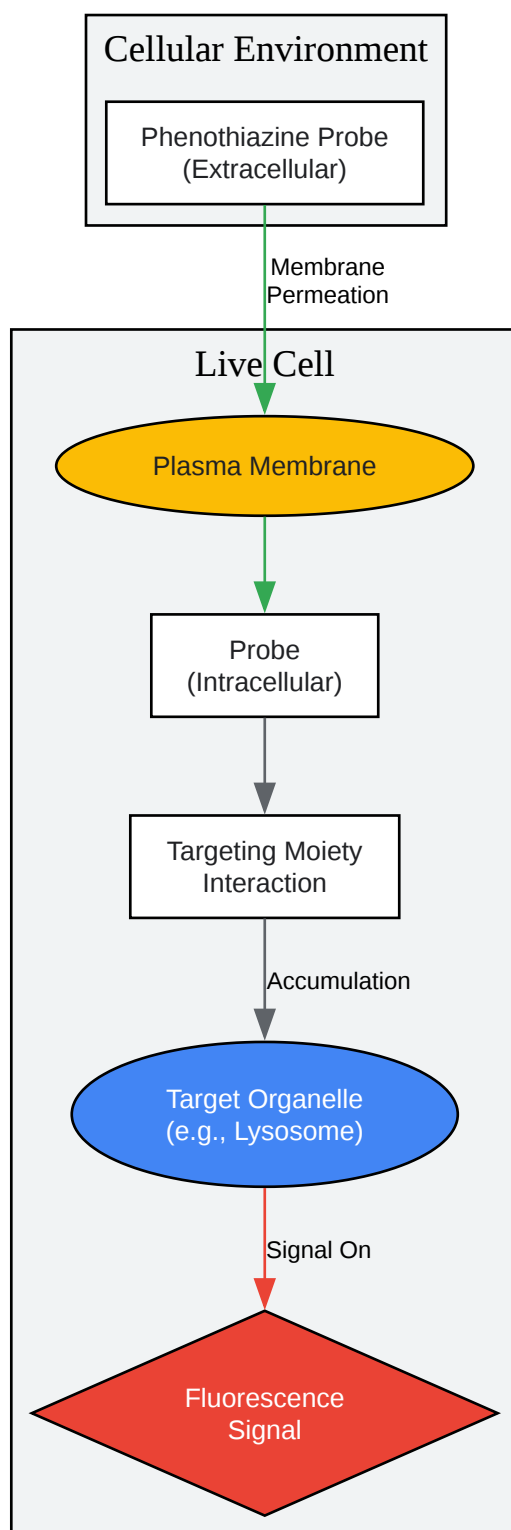 Cellular Environment
Phenothiazine Probe
(Extracellular)
Membrane
Permeation
Live Cell
Plasma Membrane
Probe
(Intracellular)
Targeting Moiety
Interaction
Accumulation
Target Organelle
(e.g., Lysosome)
Signal On
Fluorescence
Signal